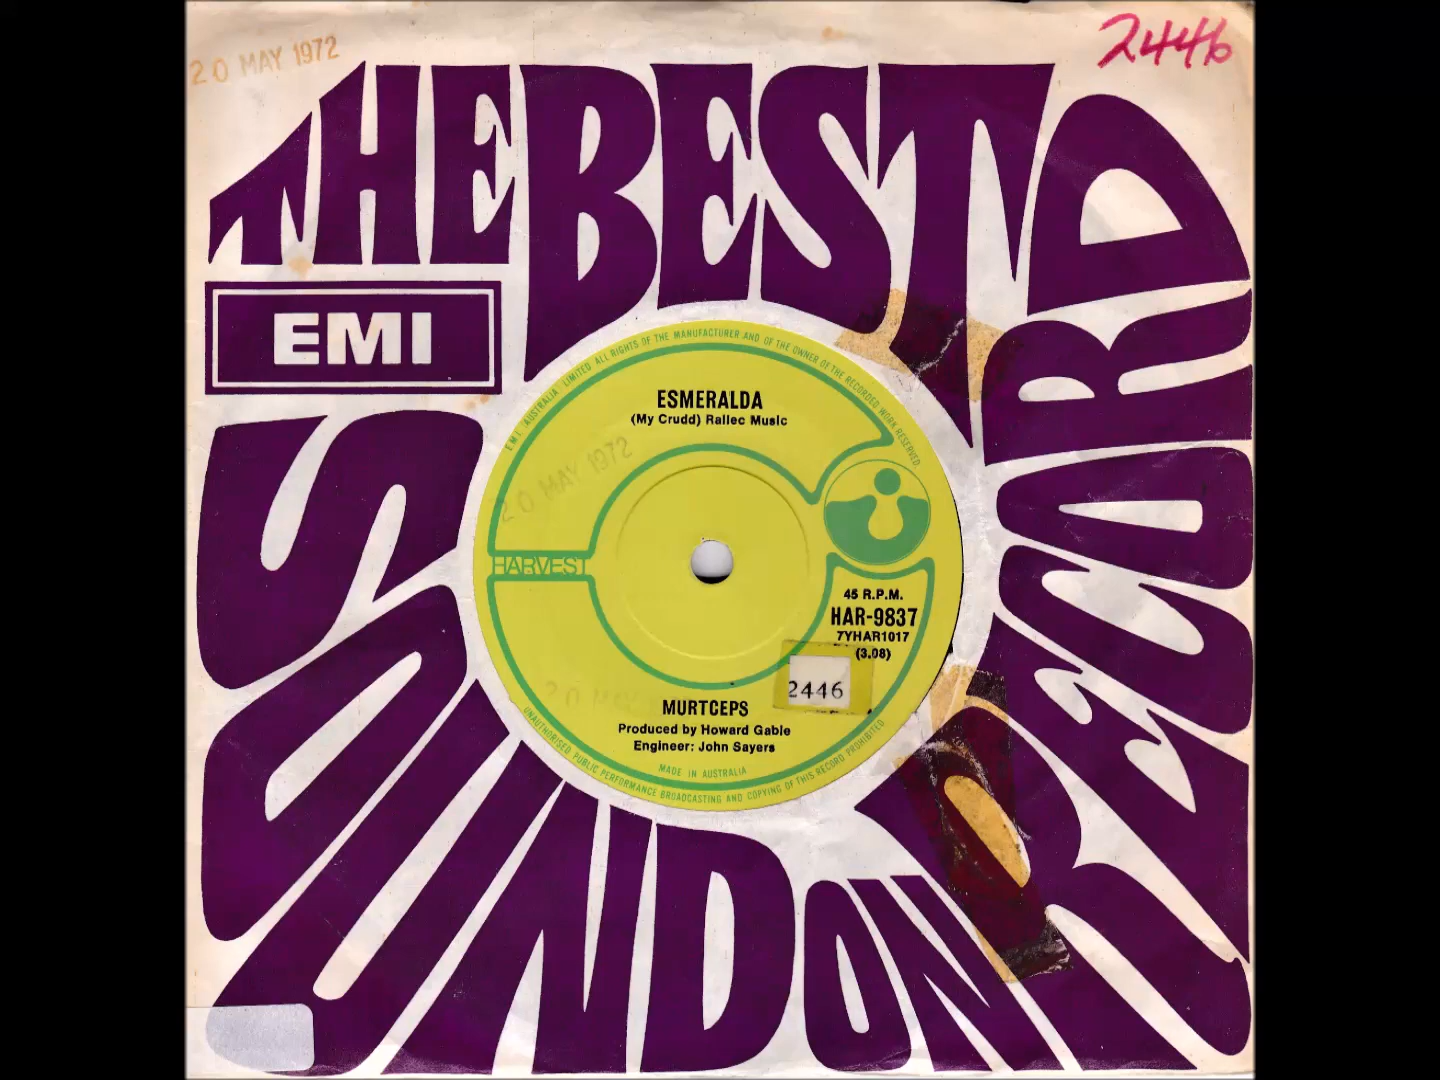 20 MAY 1972
2446
THE BEST
SOUND ON RECORD
EMI
E.M.I. (AUSTRALIA) LIMITED ALL RIGHTS OF THE MANUFACTURER AND OF THE OWNER OF THE RECORDED WORK RESERVED
ESMERALDA
(My Crudd) Rallec Music
20 MAY 1972
HARVEST
45 R.P.M.
HAR-9837
7YHAR1017
(3.08)
2446
20 MAY
MURTCEPS
Produced by Howard Gable
Engineer: John Sayers
MADE IN AUSTRALIA
UNAUTHORISED PUBLIC PERFORMANCE BROADCASTING AND COPYING OF THIS RECORD PROHIBITED